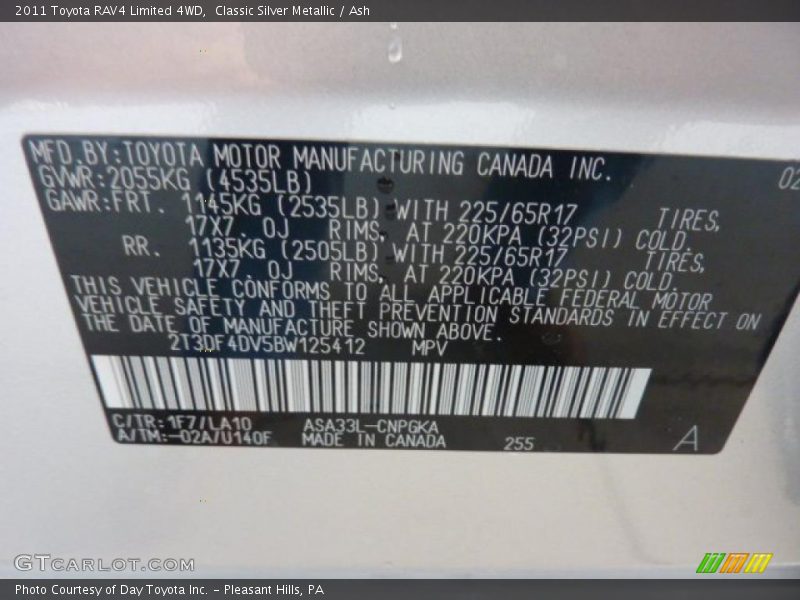 2011 Toyota RAV4 Limited 4WD,  Classic Silver Metallic / Ash
MFD.BY:TOYOTA MOTOR MANUFACTURING CANADA INC. 02
GVWR:2055KG (4535LB)
GAWR:FRT. 1145KG (2535LB) WITH 225/65R17 TIRES,
17X7. 0J RIMS, AT 220KPA (32PSI) COLD.
RR. 1135KG (2505LB) WITH 225/65R17 TIRES,
17X7. 0J RIMS, AT 220KPA (32PSI) COLD.
THIS VEHICLE CONFORMS TO ALL APPLICABLE FEDERAL MOTOR
VEHICLE SAFETY AND THEFT PREVENTION STANDARDS IN EFFECT ON
THE DATE OF MANUFACTURE SHOWN ABOVE.
2T3DF4DV5BW125412 MPV
C/TR:1F7/LA10 ASA33L-CNPGKA
A/TM:-02A/U140F MADE IN CANADA 255 A
GTCARLOT.COM
Photo Courtesy of Day Toyota Inc. - Pleasant Hills, PA